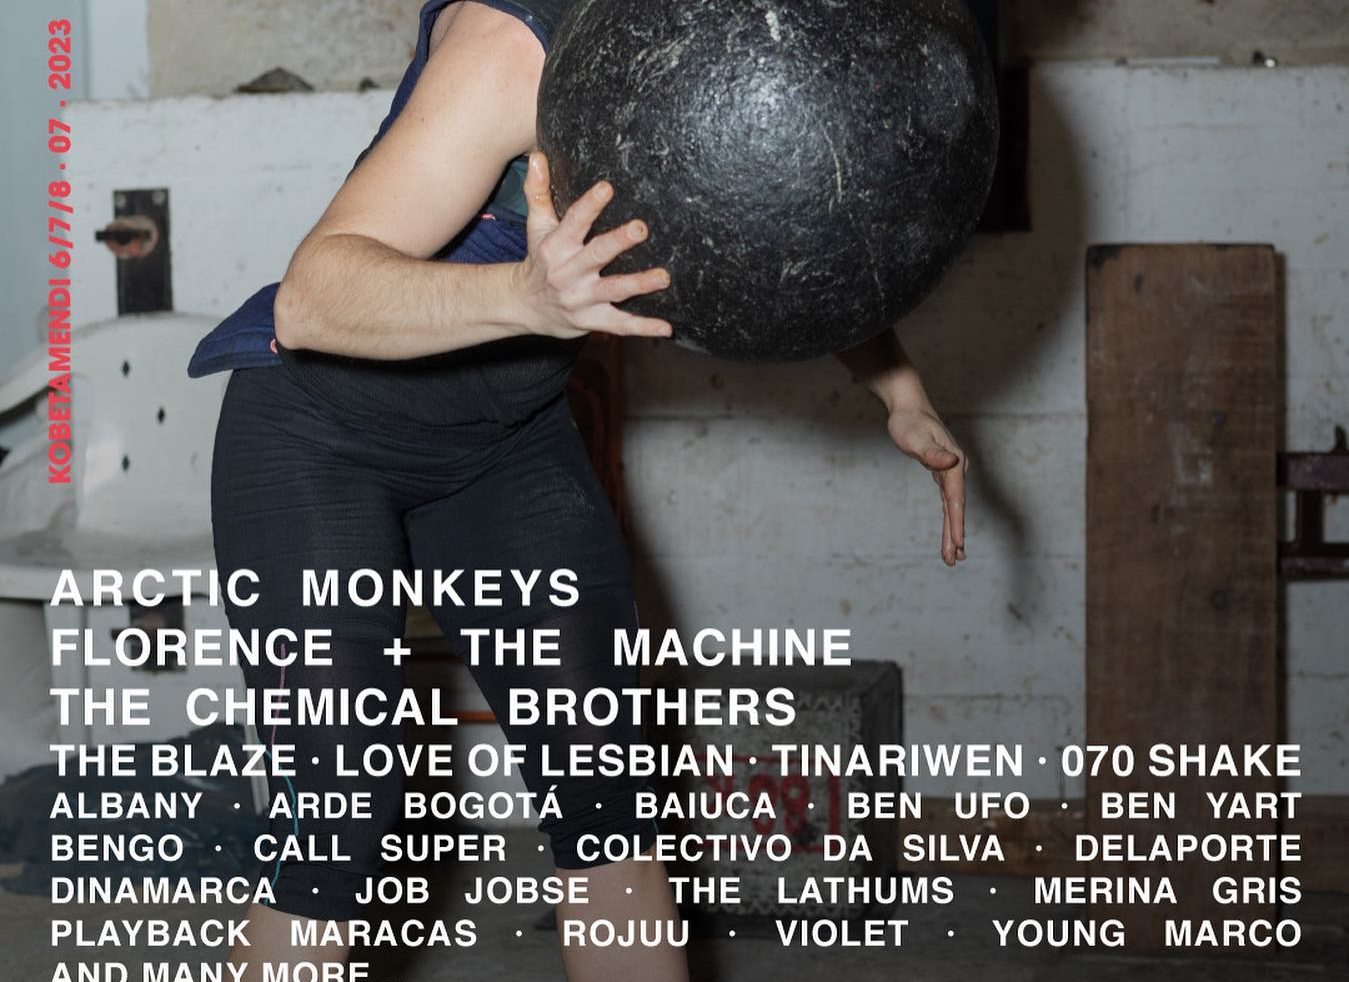 KOBETAMENDI 6/7/8 · 07 · 2023
ARCTIC MONKEYS
FLORENCE + THE MACHINE
THE CHEMICAL BROTHERS
THE BLAZE · LOVE OF LESBIAN · TINARIWEN · 070 SHAKE
ALBANY · ARDE BOGOTÁ · BAIUCA · BEN UFO · BEN YART
BENGO · CALL SUPER · COLECTIVO DA SILVA · DELAPORTE
DINAMARCA · JOB JOBSE · THE LATHUMS · MERINA GRIS
PLAYBACK MARACAS · ROJUU · VIOLET · YOUNG MARCO
AND MANY MORE